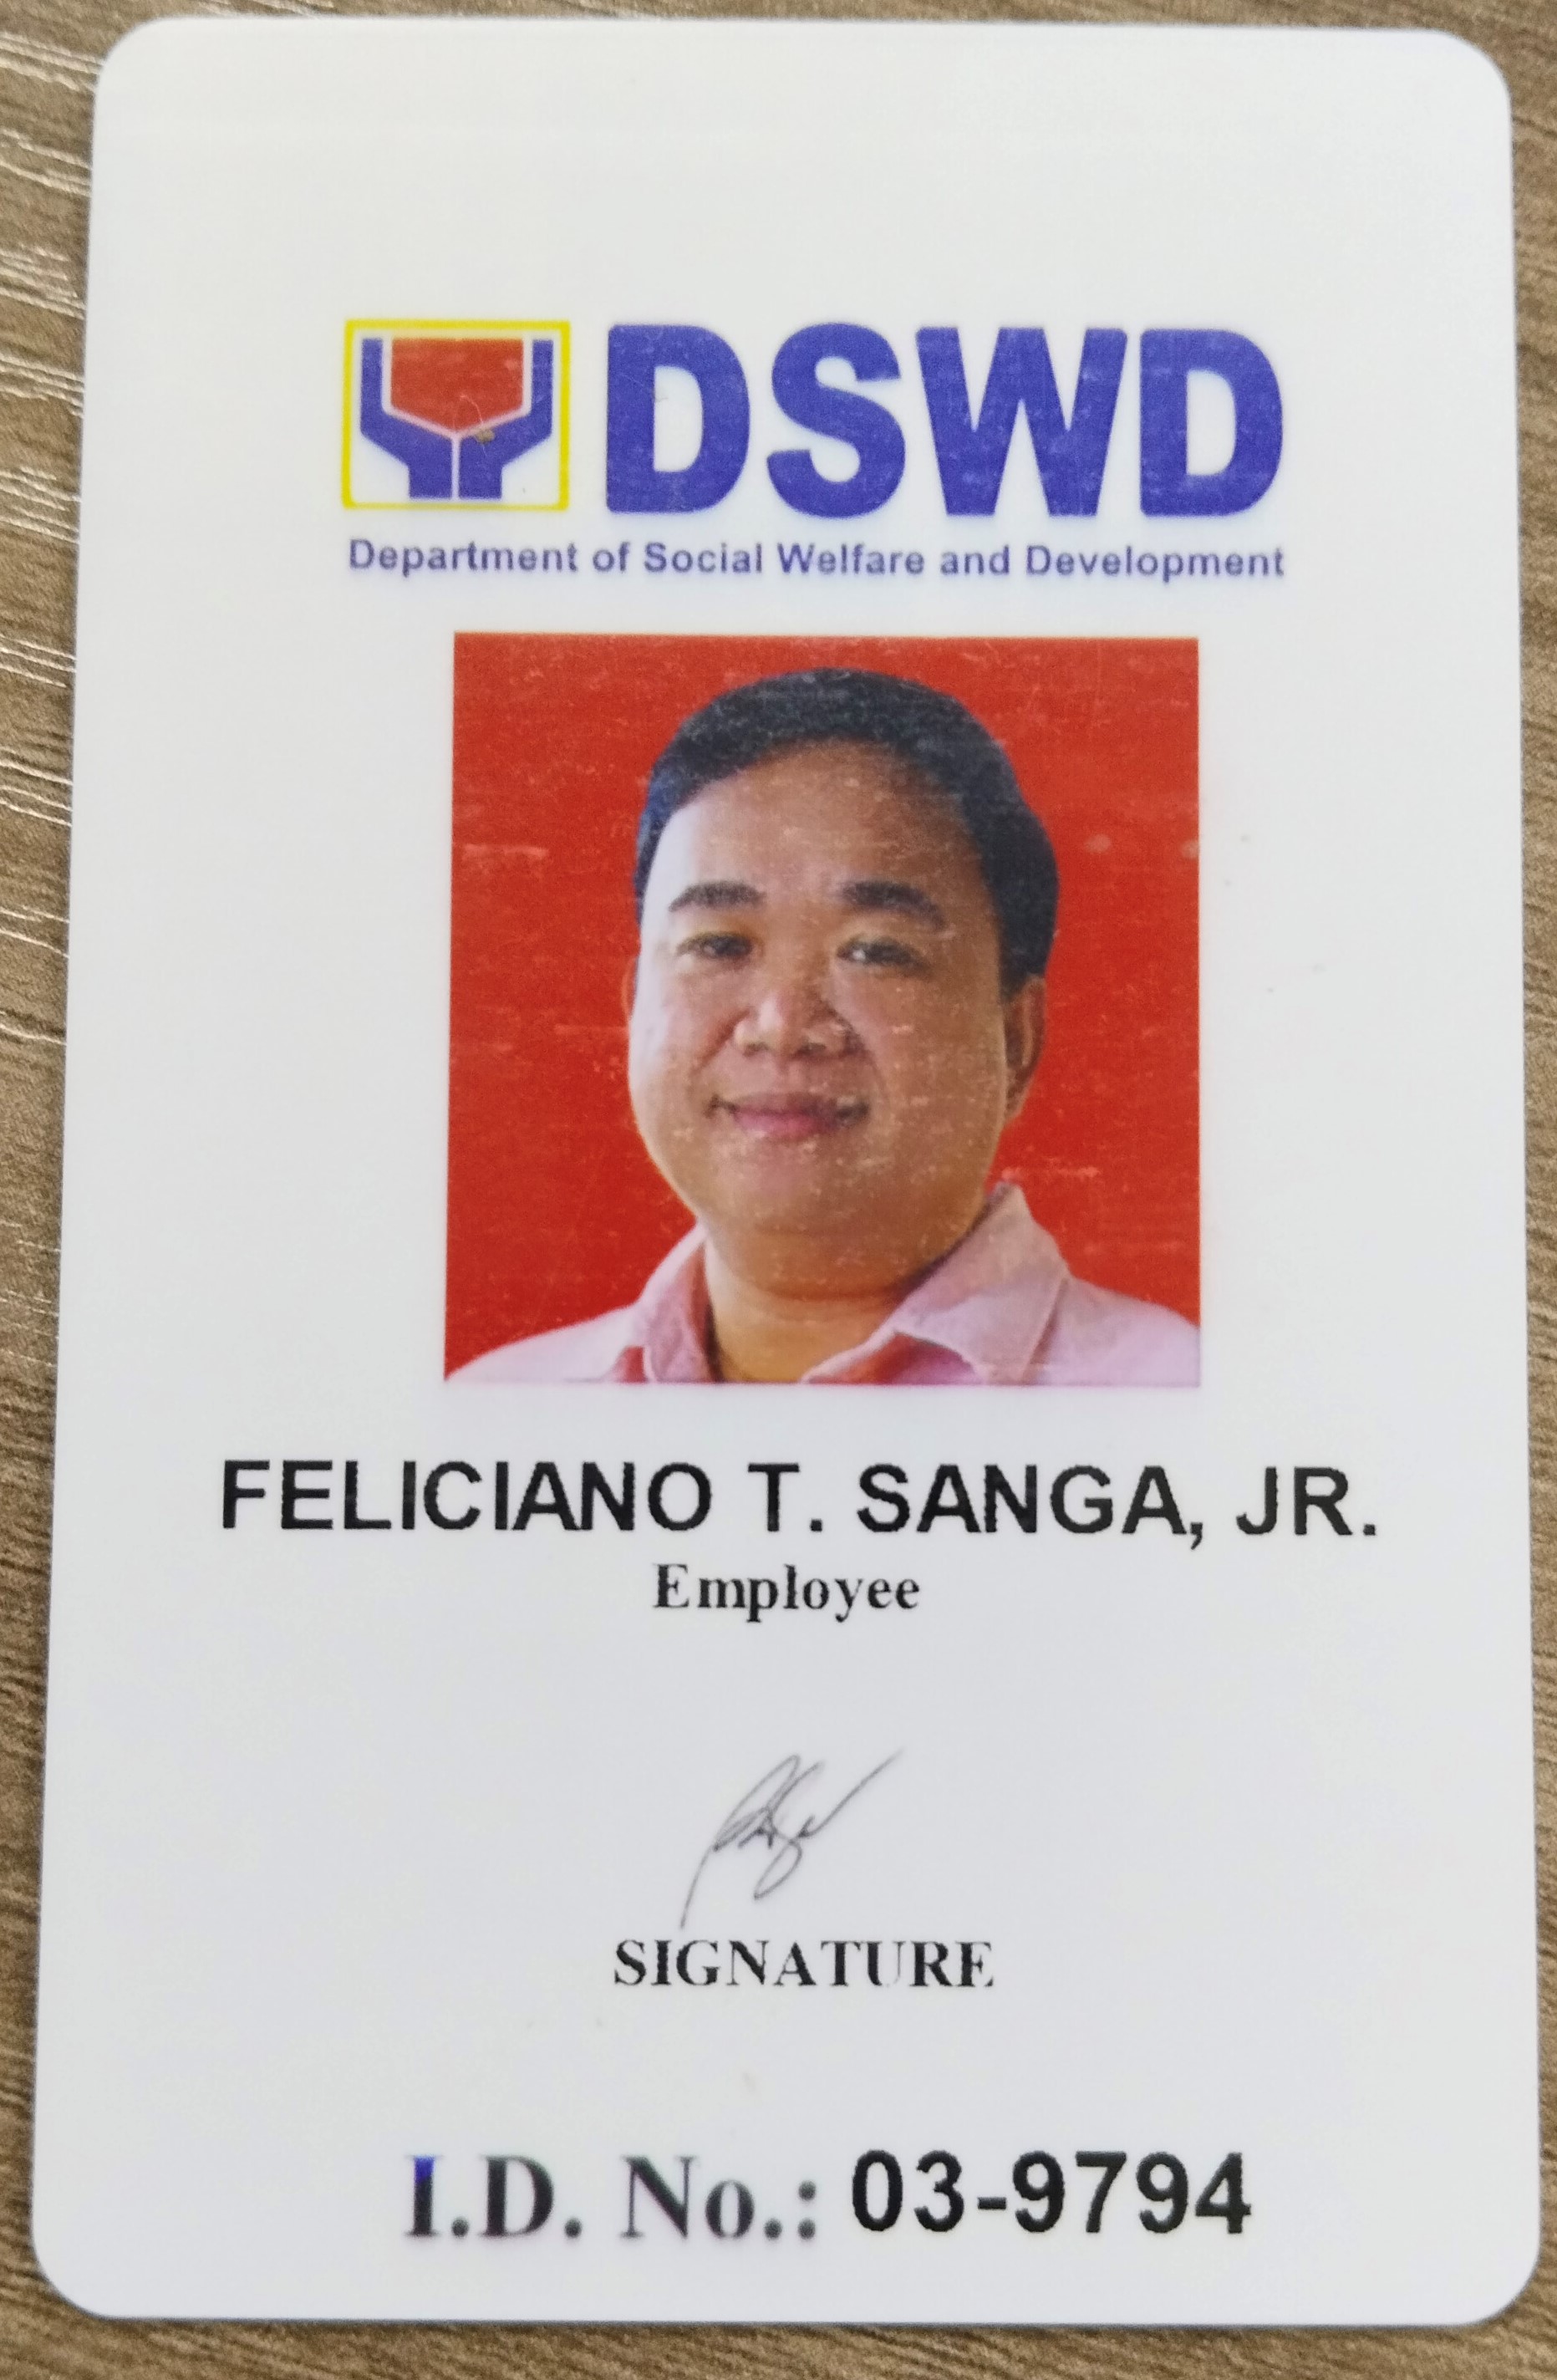 DSWD
Department of Social Welfare and Development
FELICIANO T. SANGA, JR.
Employee
SIGNATURE
I.D. No.: 03-9794